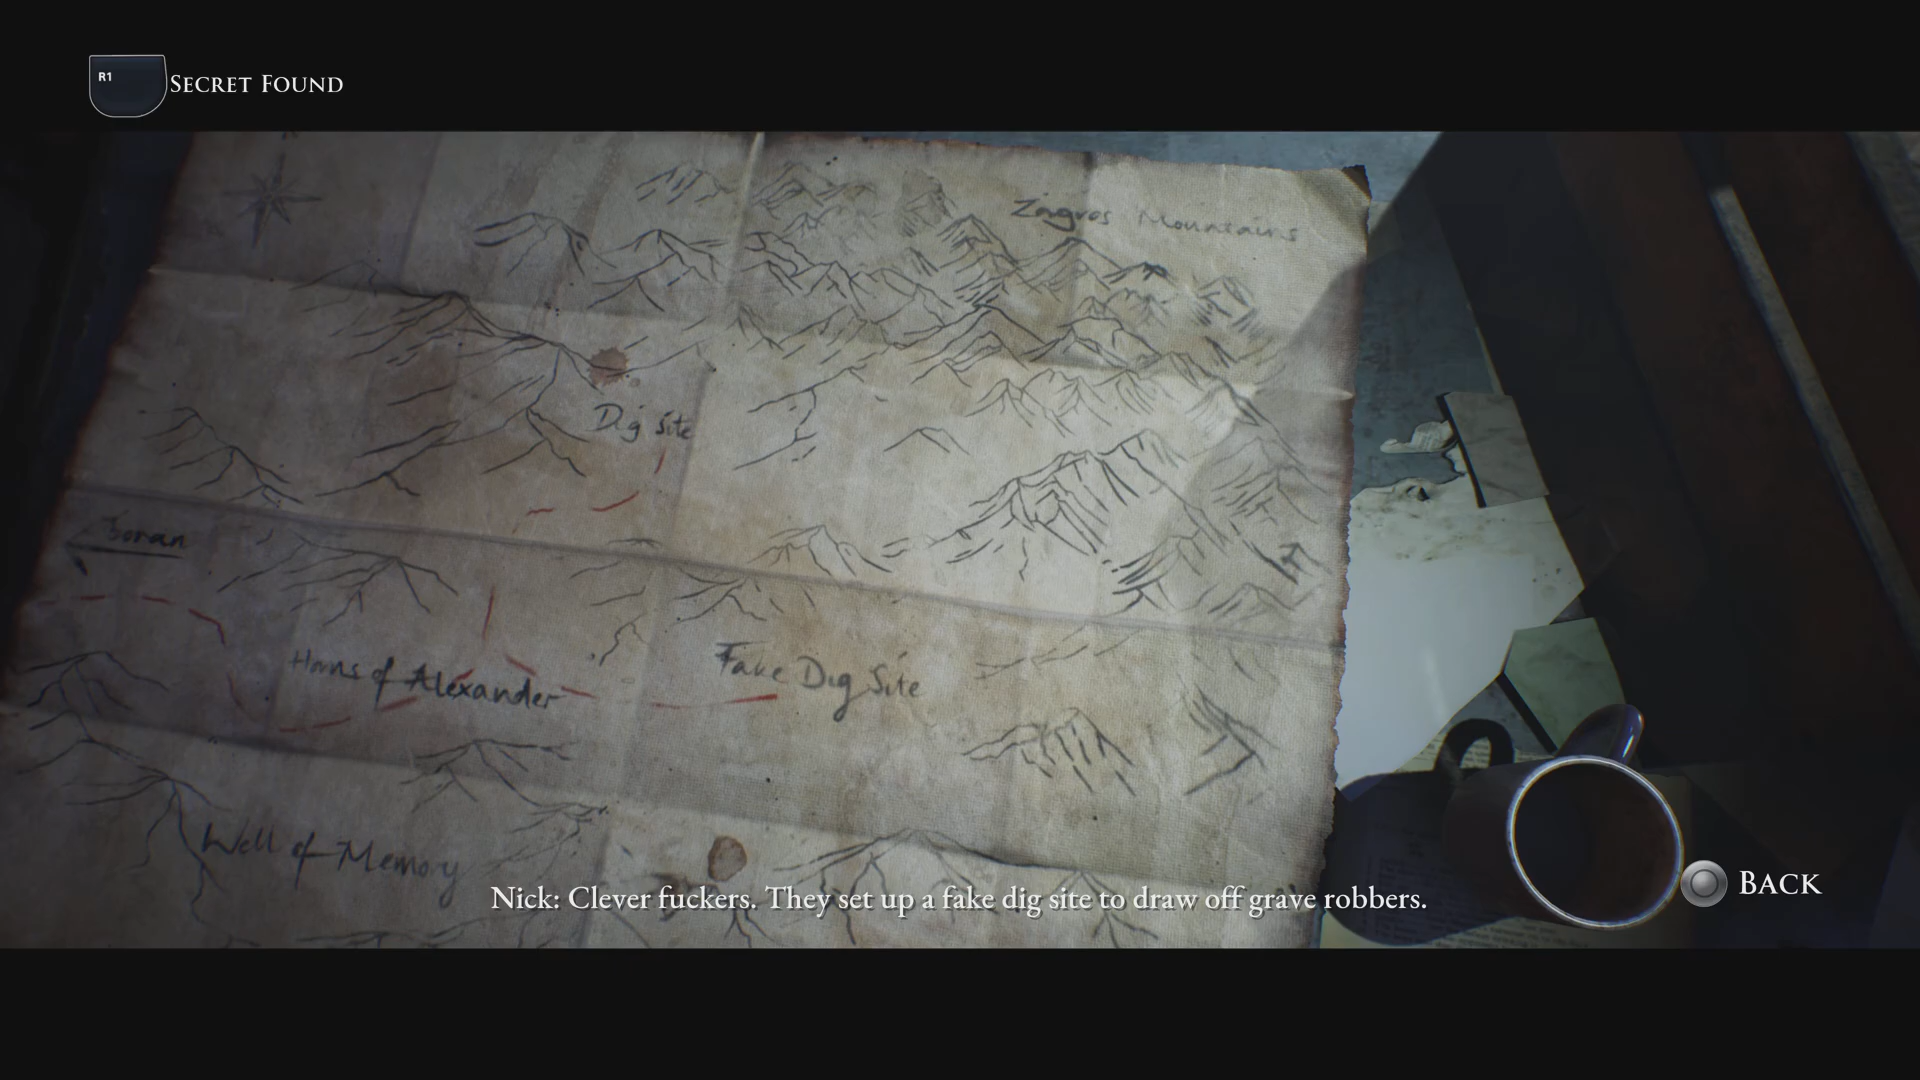 R1
Secret Found
Zagros Mountains
Dig Site
Soran
Horns of Alexander
Fake Dig Site
Well of Memory
Nick: Clever fuckers. They set up a fake dig site to draw off grave robbers.
Back